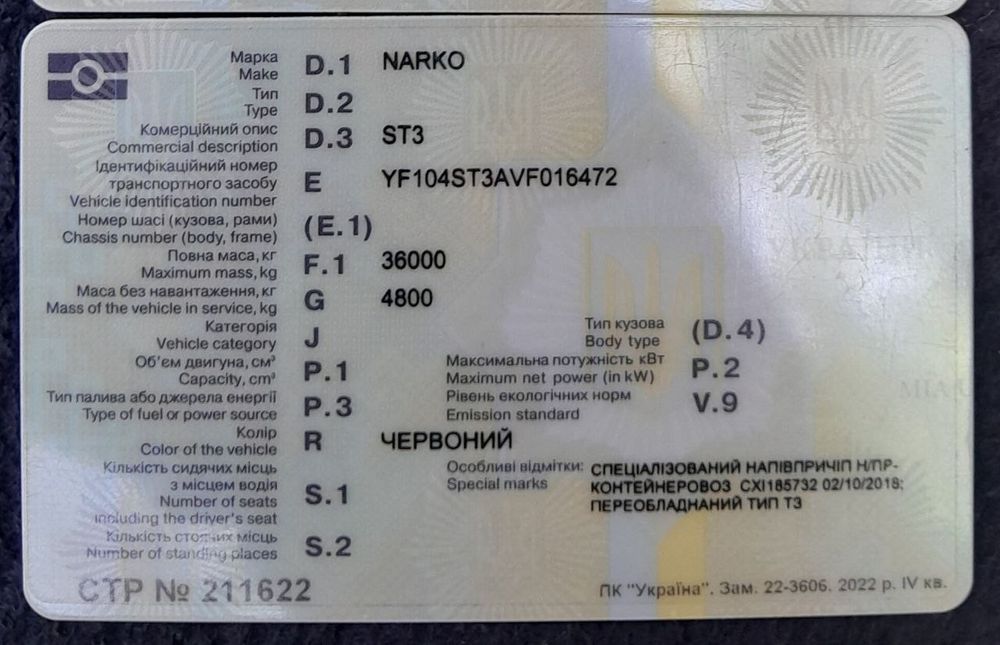 Марка
Make D.1 NARKO
Тип
Type D.2
Комерційний опис
Commercial description D.3 ST3
Ідентифікаційний номер
транспортного засобу
Vehicle identification number E YF104ST3AVF016472
Номер шасі (кузова, рами)
Chassis number (body, frame) (E.1)
Повна маса, кг
Maximum mass, kg F.1 36000
Маса без навантаження, кг
Mass of the vehicle in service, kg G 4800
Категорія
Vehicle category J
Тип кузова
Body type (D.4)
Об'єм двигуна, см³
Capacity, cm³ P.1
Максимальна потужність кВт
Maximum net power (in kW) P.2
Тип палива або джерела енергії
Type of fuel or power source P.3
Рівень екологічних норм
Emission standard V.9
Колір
Color of the vehicle R ЧЕРВОНИЙ
Кількість сидячих місць
з місцем водія
Number of seats
including the driver's seat S.1
Особливі відмітки:
Special marks
СПЕЦІАЛІЗОВАНИЙ НАПІВПРИЧІП Н/ПР-
КОНТЕЙНЕРОВОЗ СХІ185732 02/10/2018;
ПЕРЕОБЛАДНАНИЙ ТИП ТЗ
Кількість стоячих місць
Number of standing places S.2
СТР № 211622
ПК "Україна". Зам. 22-3606. 2022 р. IV кв.